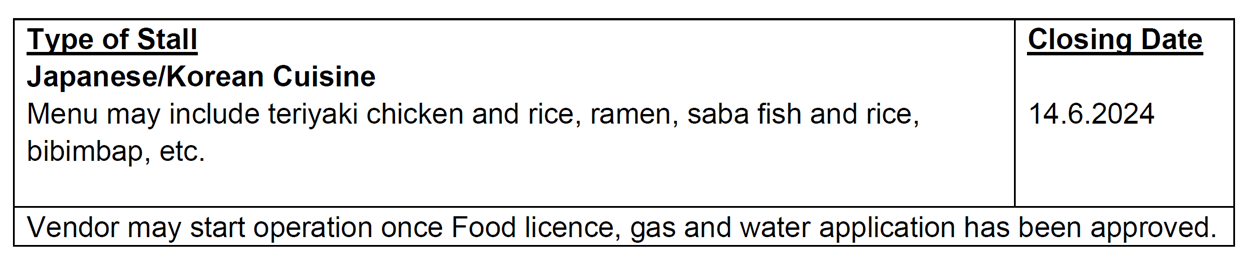 Type of Stall
Japanese/Korean Cuisine
Menu may include teriyaki chicken and rice, ramen, saba fish and rice,
bibimbap, etc.
Closing Date
14.6.2024
Vendor may start operation once Food licence, gas and water application has been approved.